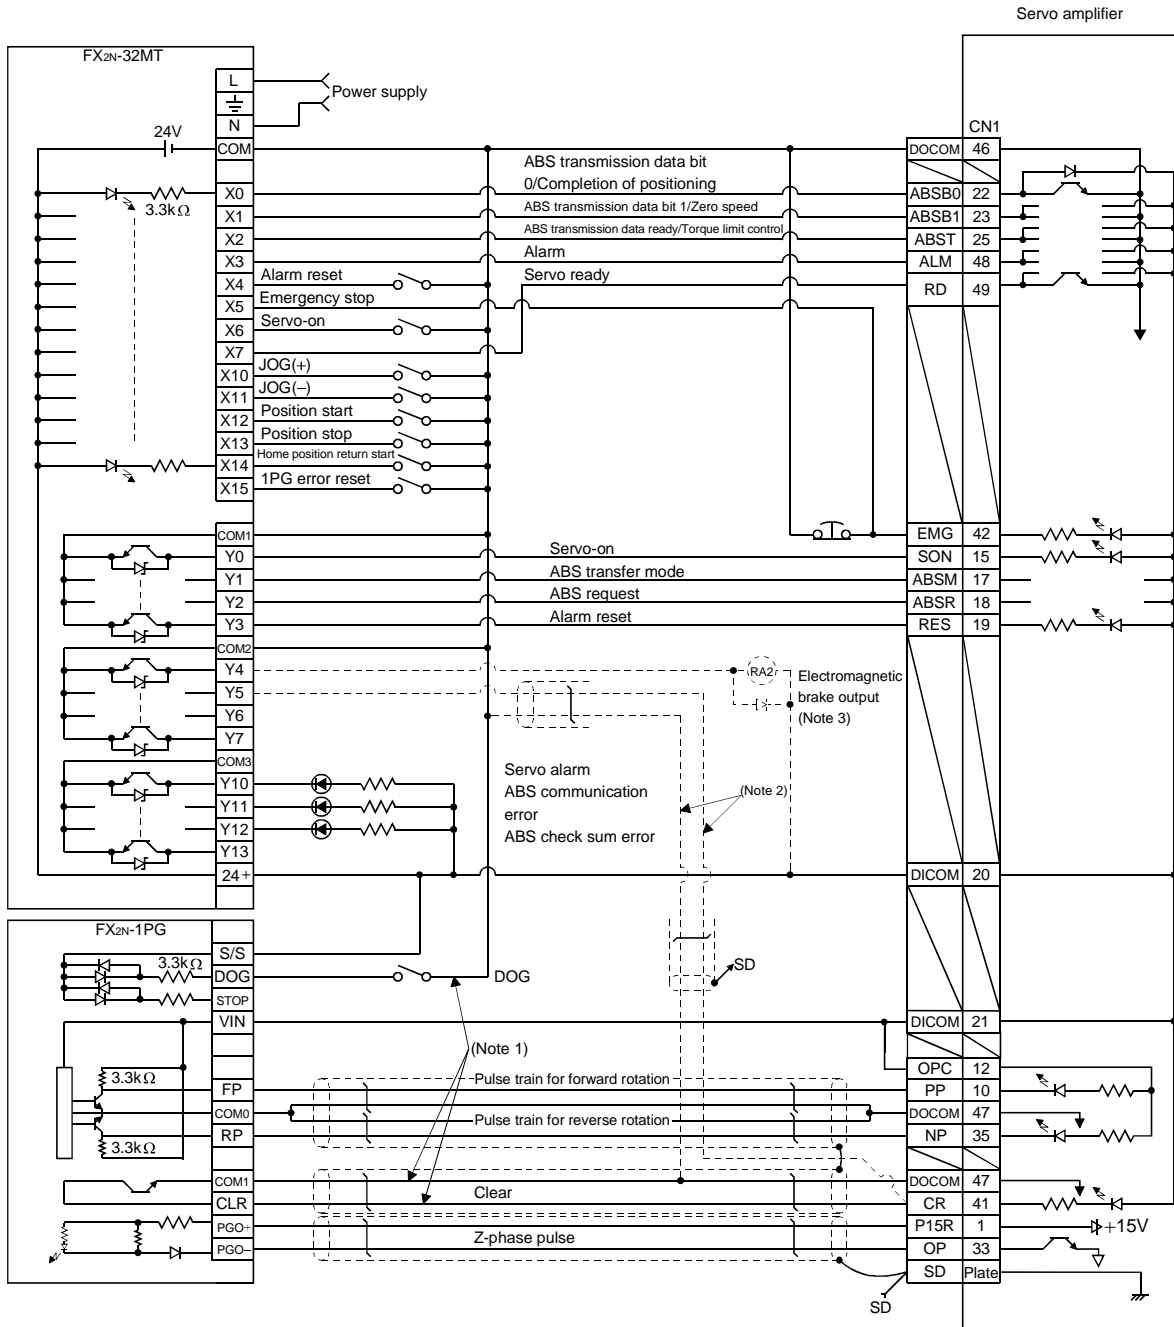 Servo amplifier
FX2N-32MT
L
Power supply
N
24V
CN1
COM
DOCOM 46
ABS transmission data bit
0/Completion of positioning
X0
3.3kΩ
ABSB0 22
X1
ABS transmission data bit 1/Zero speed
ABSB1 23
X2
ABS transmission data ready/Torque limit control
ABST 25
X3
Alarm
ALM 48
X4
Alarm reset
Servo ready
RD 49
X5
Emergency stop
X6
Servo-on
X7
X10
JOG(+)
X11
JOG(−)
X12
Position start
X13
Position stop
X14
Home position return start
X15
1PG error reset
COM1
EMG 42
Y0
Servo-on
SON 15
Y1
ABS transfer mode
ABSM 17
Y2
ABS request
ABSR 18
Y3
Alarm reset
RES 19
COM2
Y4
RA2
Electromagnetic
brake output
(Note 3)
Y5
Y6
Y7
COM3
Y10
Y11
Y12
Y13
Servo alarm
ABS communication
error
ABS check sum error
(Note 2)
24+
DICOM 20
FX2N-1PG
S/S
3.3kΩ
DOG
DOG
SD
STOP
VIN
DICOM 21
(Note 1)
OPC 12
3.3kΩ
FP
Pulse train for forward rotation
PP 10
COM0
DOCOM 47
Pulse train for reverse rotation
3.3kΩ
RP
NP 35
COM1
DOCOM 47
CLR
Clear
CR 41
PGO+
P15R 1
+15V
Z-phase pulse
PGO−
OP 33
SD Plate
SD